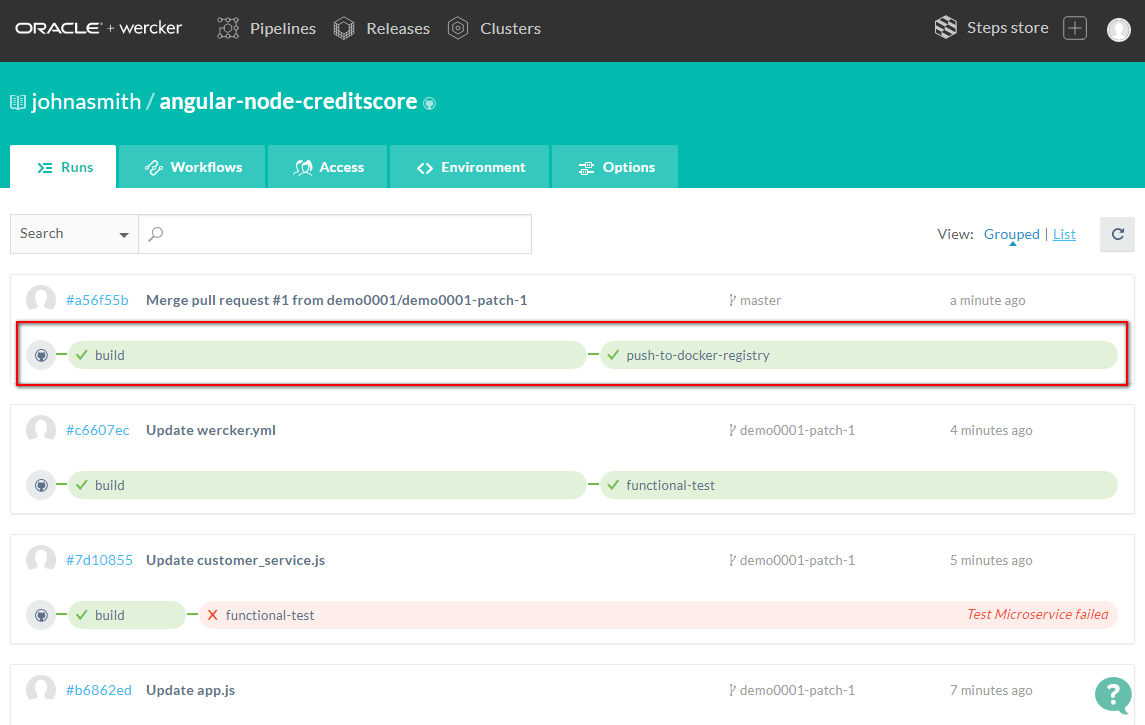 ORACLE + wercker Pipelines Releases Clusters Steps store
johnasmith / angular-node-creditscore
Runs Workflows Access Environment Options
Search View: Grouped | List
#a56f55b Merge pull request #1 from demo0001/demo0001-patch-1 master a minute ago
build push-to-docker-registry
#c6607ec Update wercker.yml demo0001-patch-1 4 minutes ago
build functional-test
#7d10855 Update customer_service.js demo0001-patch-1 5 minutes ago
build functional-test Test Microservice failed
#b6862ed Update app.js demo0001-patch-1 7 minutes ago
?